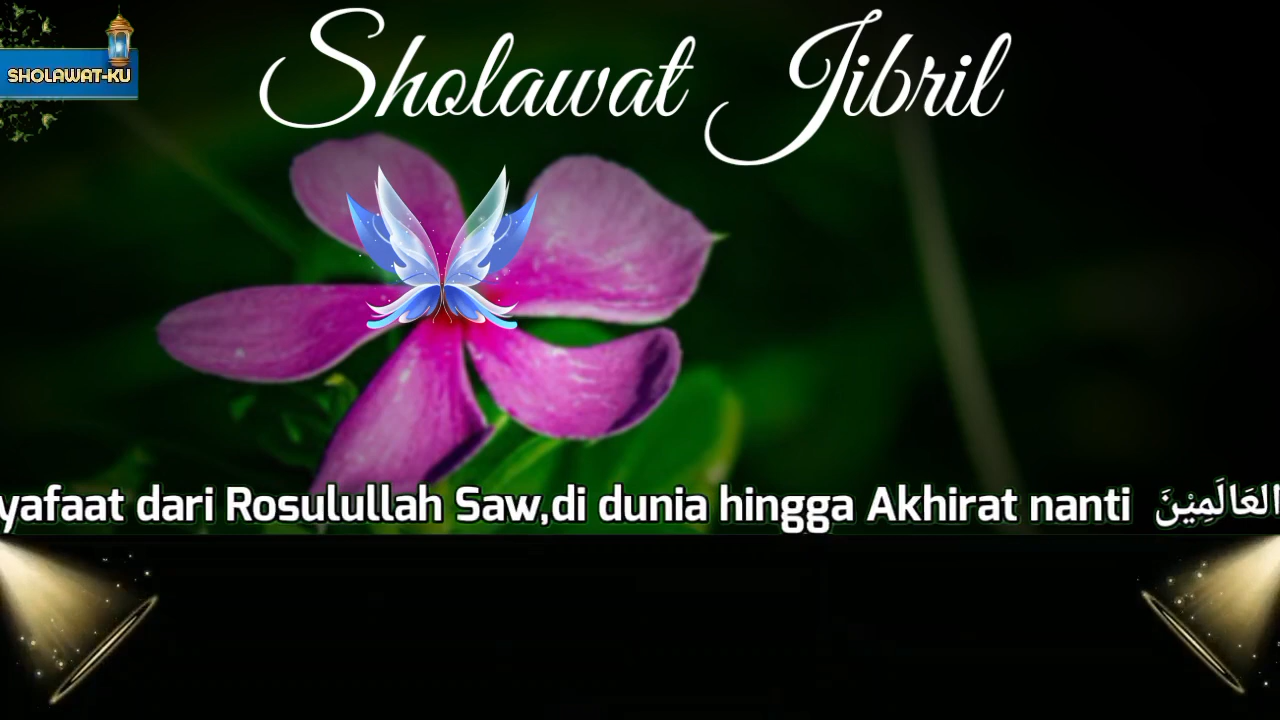 SHOLAWAT-KU
Sholawat Jibril
yafaat dari Rosulullah Saw,di dunia hingga Akhirat nanti العَالَمِيْنَ